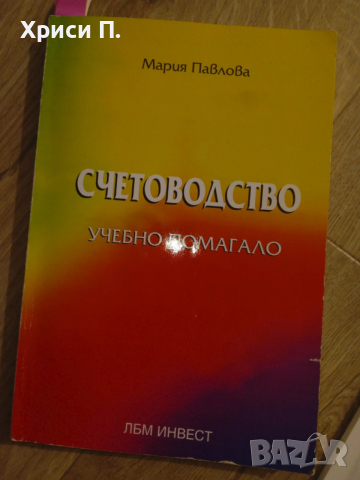 Хриси П.
Мария Павлова
СЧЕТОВОДСТВО
УЧЕБНО ПОМАГАЛО
ЛБМ ИНВЕСТ
BAZAR